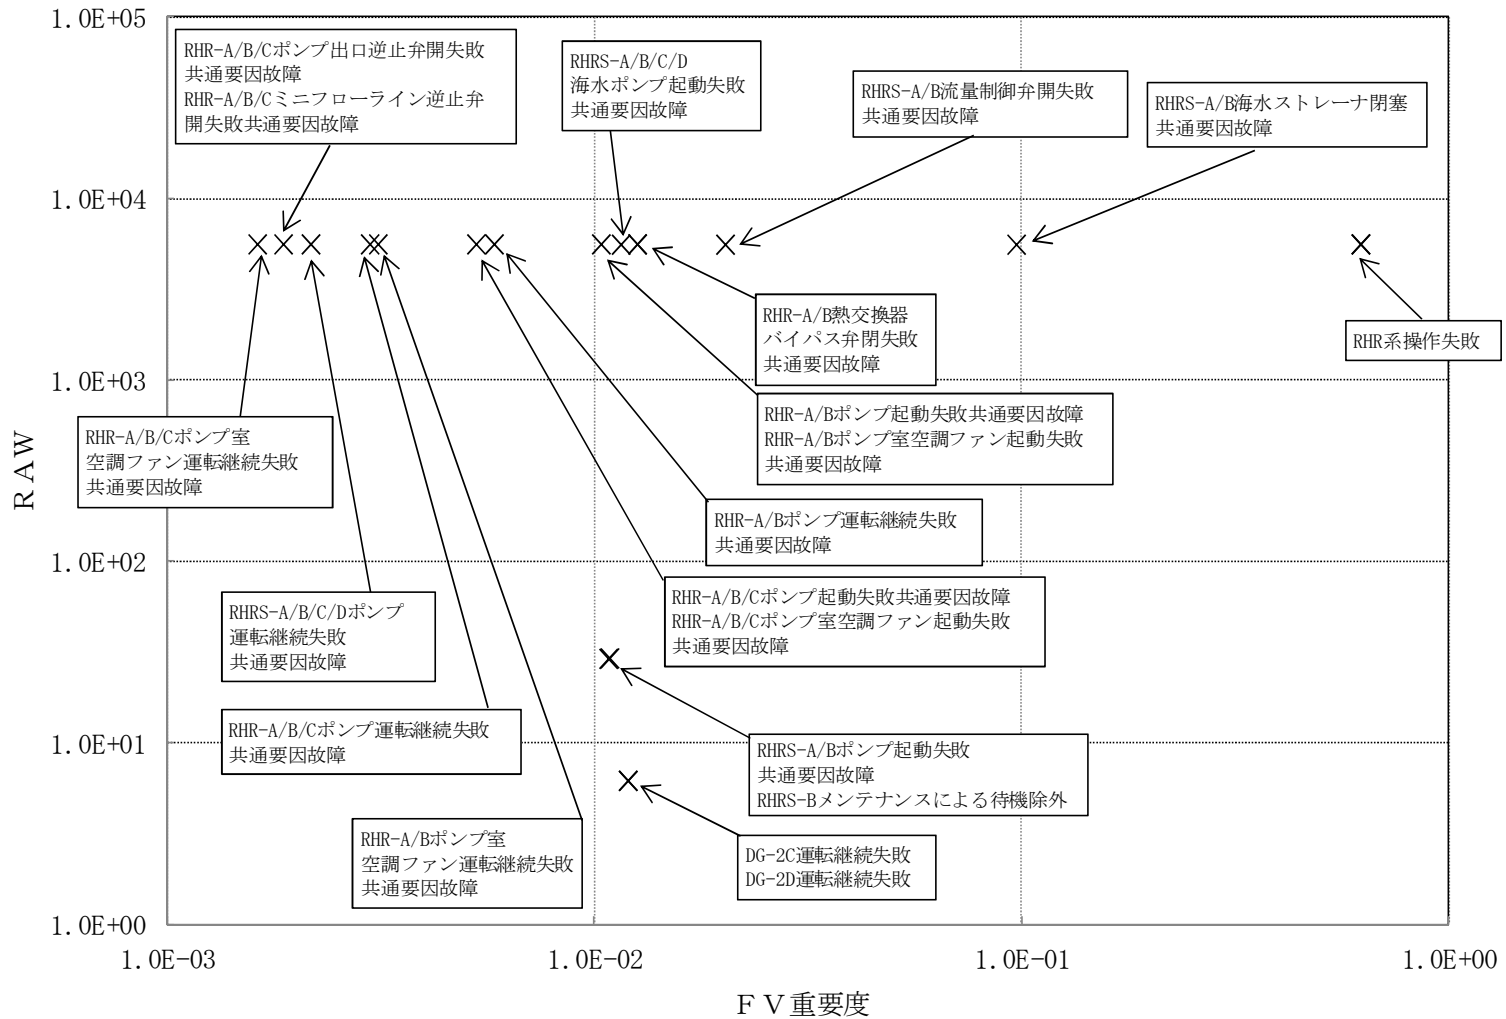 1.0E+05
RHR-A/B/Cポンプ出口逆止弁開失敗
共通要因故障
RHR-A/B/Cミニフローライン逆止弁
開失敗共通要因故障
RHRS-A/B/C/D
海水ポンプ起動失敗
共通要因故障
RHRS-A/B流量制御弁開失敗
共通要因故障
RHRS-A/B海水ストレーナ閉塞
共通要因故障
1.0E+04
RHR-A/B熱交換器
バイパス弁閉失敗
共通要因故障
RHR系操作失敗
1.0E+03
RHR-A/B/Cポンプ室
空調ファン運転継続失敗
共通要因故障
RHR-A/Bポンプ起動失敗共通要因故障
RHR-A/Bポンプ室空調ファン起動失敗
共通要因故障
RAW
RHR-A/Bポンプ運転継続失敗
共通要因故障
1.0E+02
RHRS-A/B/C/Dポンプ
運転継続失敗
共通要因故障
RHR-A/B/Cポンプ起動失敗共通要因故障
RHR-A/B/Cポンプ室空調ファン起動失敗
共通要因故障
RHR-A/B/Cポンプ運転継続失敗
共通要因故障
1.0E+01
RHRS-A/Bポンプ起動失敗
共通要因故障
RHRS-Bメンテナンスによる待機除外
RHR-A/Bポンプ室
空調ファン運転継続失敗
共通要因故障
DG-2C運転継続失敗
DG-2D運転継続失敗
1.0E+00
1.0E-03
1.0E-02
1.0E-01
1.0E+00
ＦＶ重要度